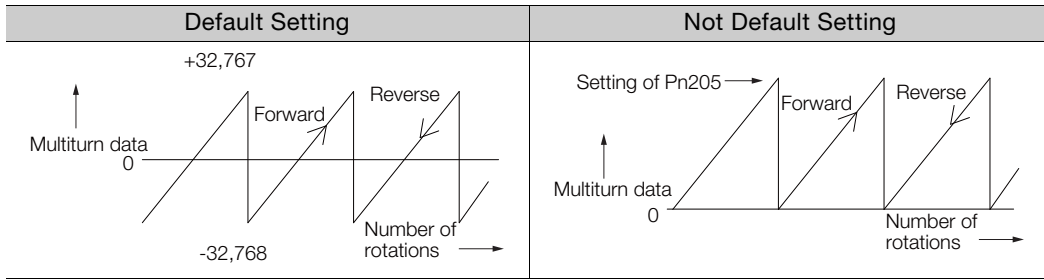 Default Setting
Not Default Setting
+32,767
Forward
Reverse
Multiturn data
0
Number of
rotations
-32,768
Setting of Pn205
Forward
Reverse
Multiturn data
0
Number of
rotations